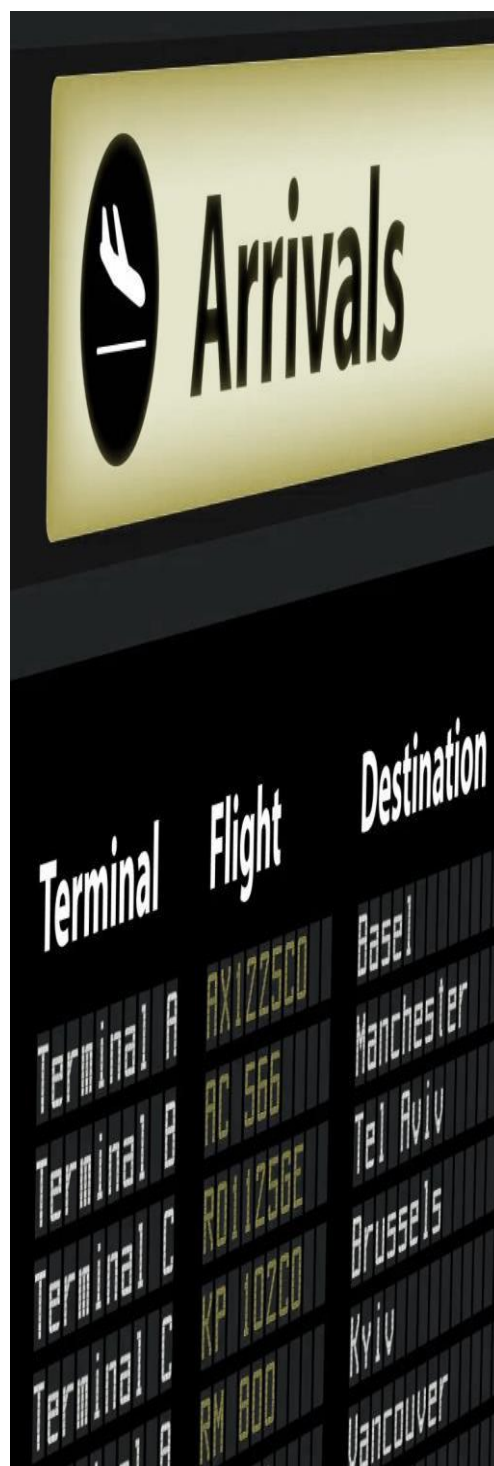 Arrivals
Terminal Flight Destination
Terminal A AX1225CO Basel
Terminal B AC 566 Manchester
Terminal C RO1125GE Tel Aviv
Terminal C KP 102CO Brussels
RM 800 Kyiv
Vancouver